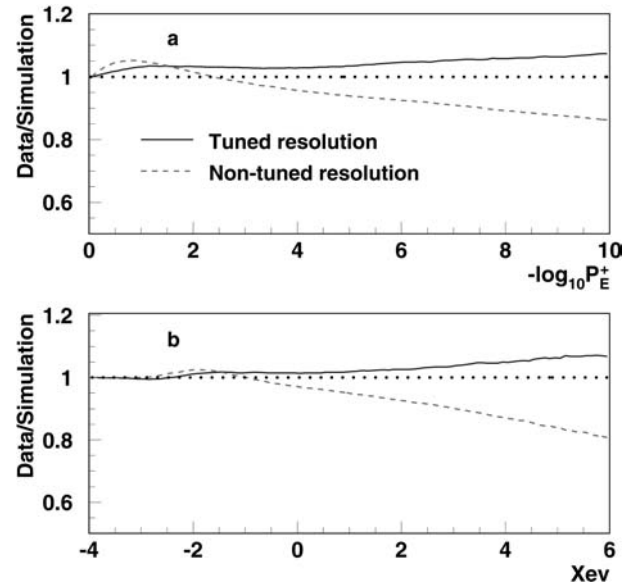 1.2
a
1
Data/Simulation
Tuned resolution
0.8
Non-tuned resolution
0.6
0 2 4 6 8 10
-log₁₀P_E^+
1.2
b
1
Data/Simulation
0.8
0.6
-4 -2 0 2 4 6
Xev